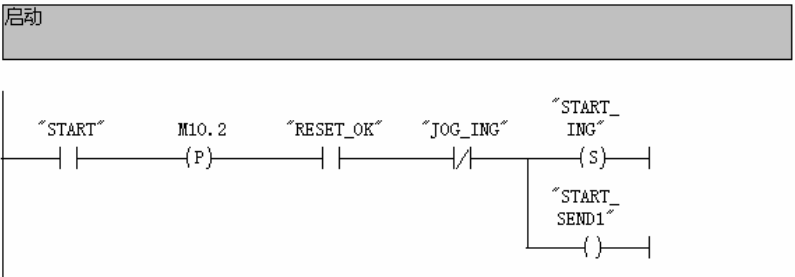 启动
"START_
"START" M10.2 "RESET_OK" "JOG_ING" ING"
(P) (S)
"START_
SEND1"
( )